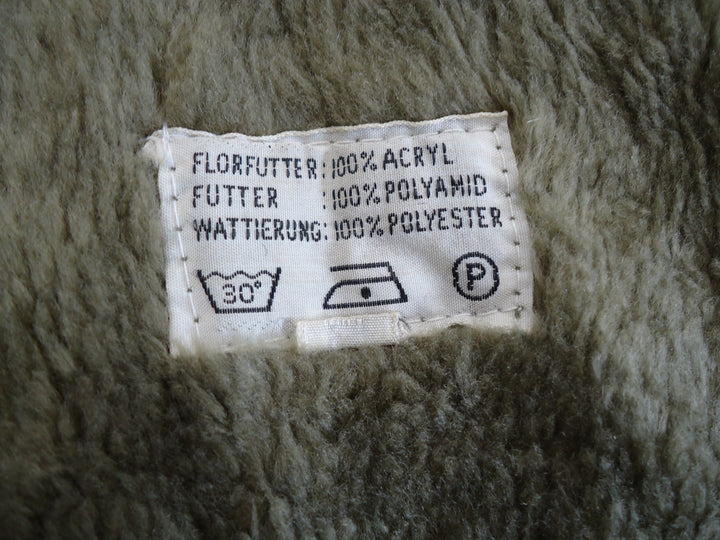 FLORFUTTER: 100% ACRYL
FUTTER : 100% POLYAMID
WATTIERUNG: 100% POLYESTER
30° P